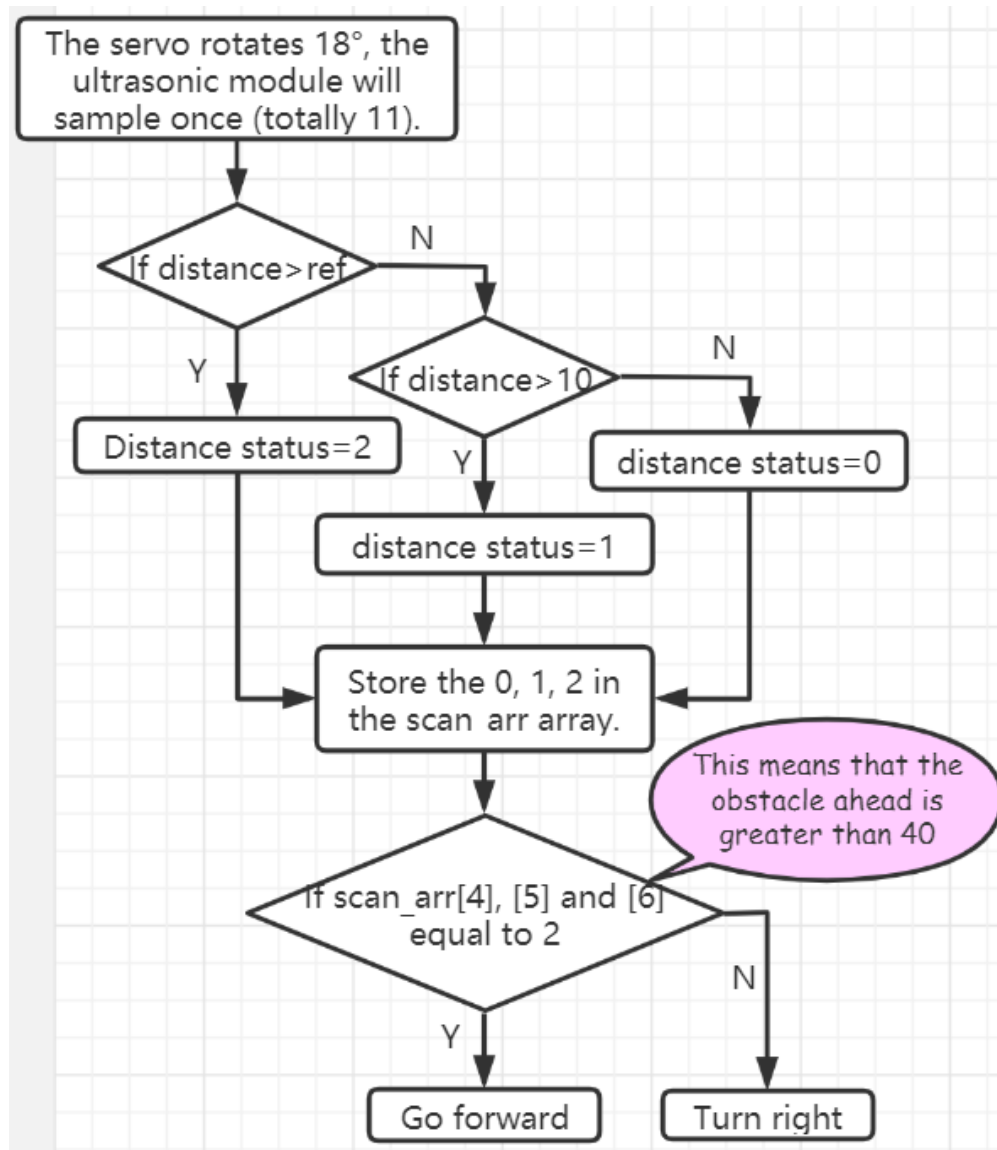 The servo rotates 18°, the
ultrasonic module will
sample once (totally 11).
If distance>ref
N
Y
If distance>10
N
Distance status=2
Y
distance status=0
distance status=1
Store the 0, 1, 2 in
the scan_arr array.
This means that the
obstacle ahead is
greater than 40
If scan_arr[4], [5] and [6]
equal to 2
N
Y
Go forward
Turn right